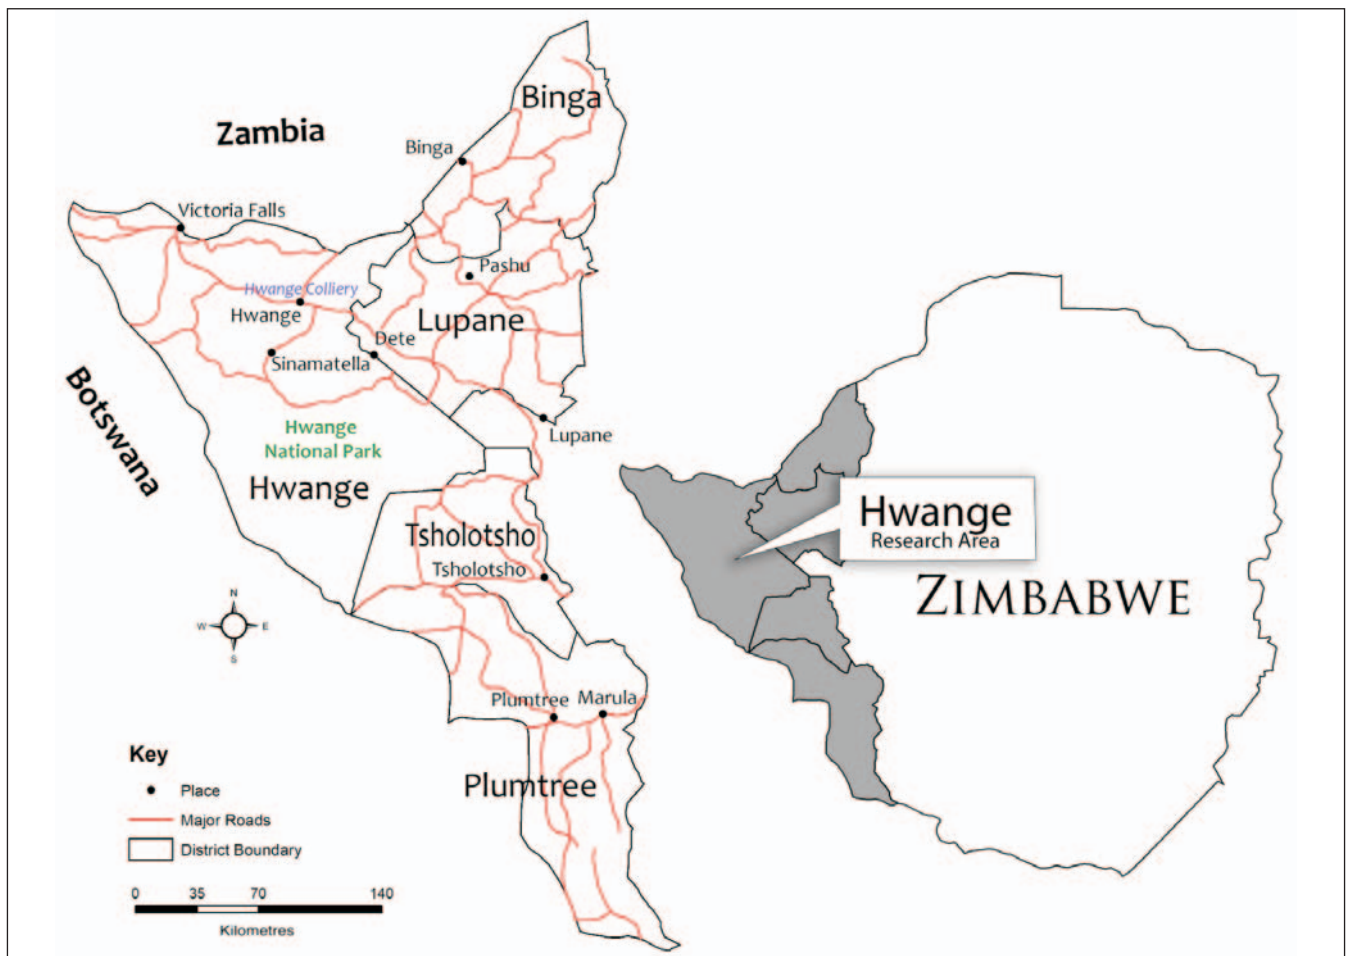 Binga
Zambia
Binga
Victoria Falls
Pashu
Hwange Colliery
Hwange
Lupane
Dete
Sinamatella
Botswana
Hwange
National Park
Lupane
Hwange
Tsholotsho
Tsholotsho
N
W
E
S
Plumtree
Marula
Plumtree
Key
Place
Major Roads
District Boundary
0
35
70
140
Kilometres
Hwange
Research Area
ZIMBABWE